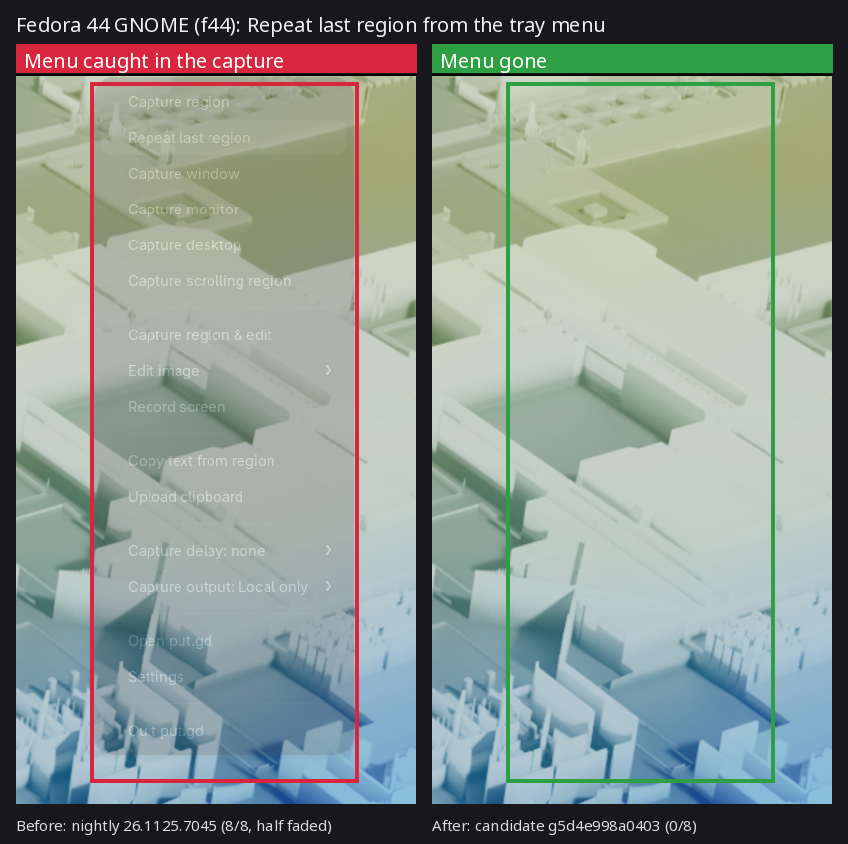 Fedora 44 GNOME (f44): Repeat last region from the tray menu
Menu caught in the capture
Menu gone
Capture region
Repeat last region
Capture window
Capture monitor
Capture desktop
Capture scrolling region
Capture region & edit
Edit image
Record screen
Copy text from region
Upload clipboard
Capture delay: none
Capture output: Local only
Open put.gd
Settings
Quit put.gd
Before: nightly 26.1125.7045 (8/8, half faded)
After: candidate g5d4e998a0403 (0/8)